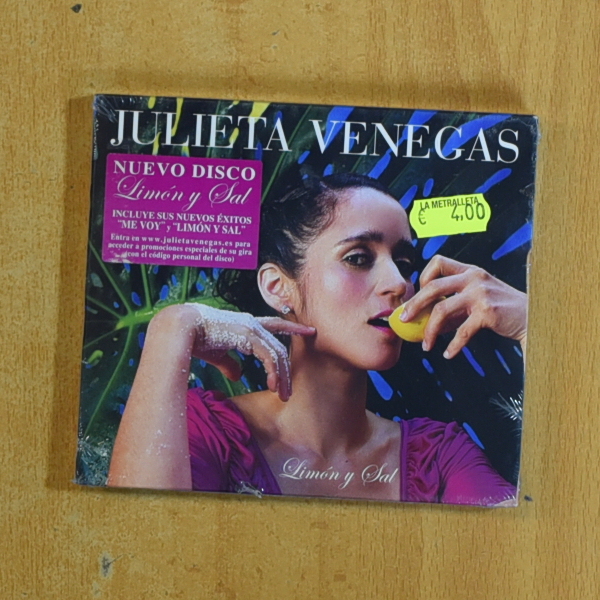 JULIETA VENEGAS
NUEVO DISCO
Limón y Sal
INCLUYE SUS NUEVOS ÉXITOS
"ME VOY" y "LIMÓN Y SAL"
Entra en www.julietavenegas.es para
acceder a promociones especiales de su gira
(con el código personal del disco)
LA METRALLETA
€ 4,00
Limón y Sal